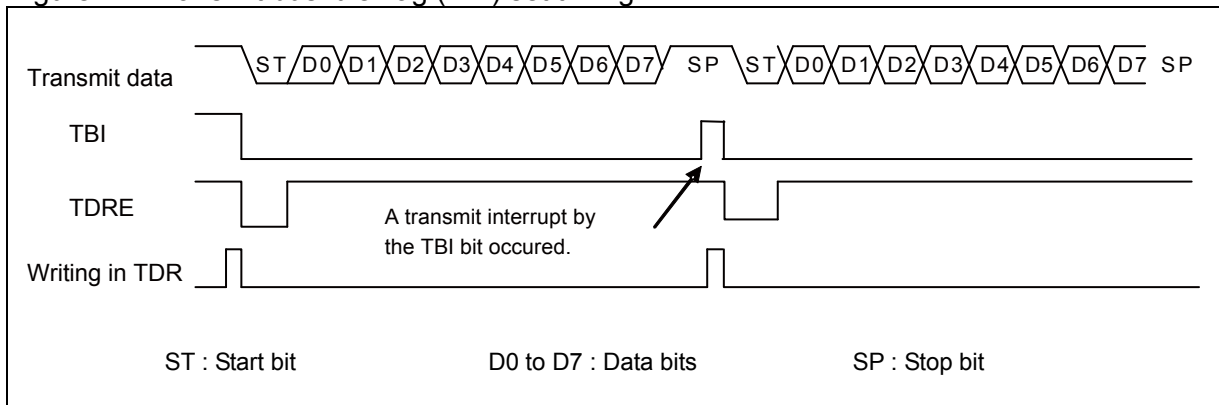 Transmit data ST D0 D1 D2 D3 D4 D5 D6 D7 SP ST D0 D1 D2 D3 D4 D5 D6 D7 SP
TBI
TDRE
A transmit interrupt by
the TBI bit occured.
Writing in TDR
ST : Start bit D0 to D7 : Data bits SP : Stop bit